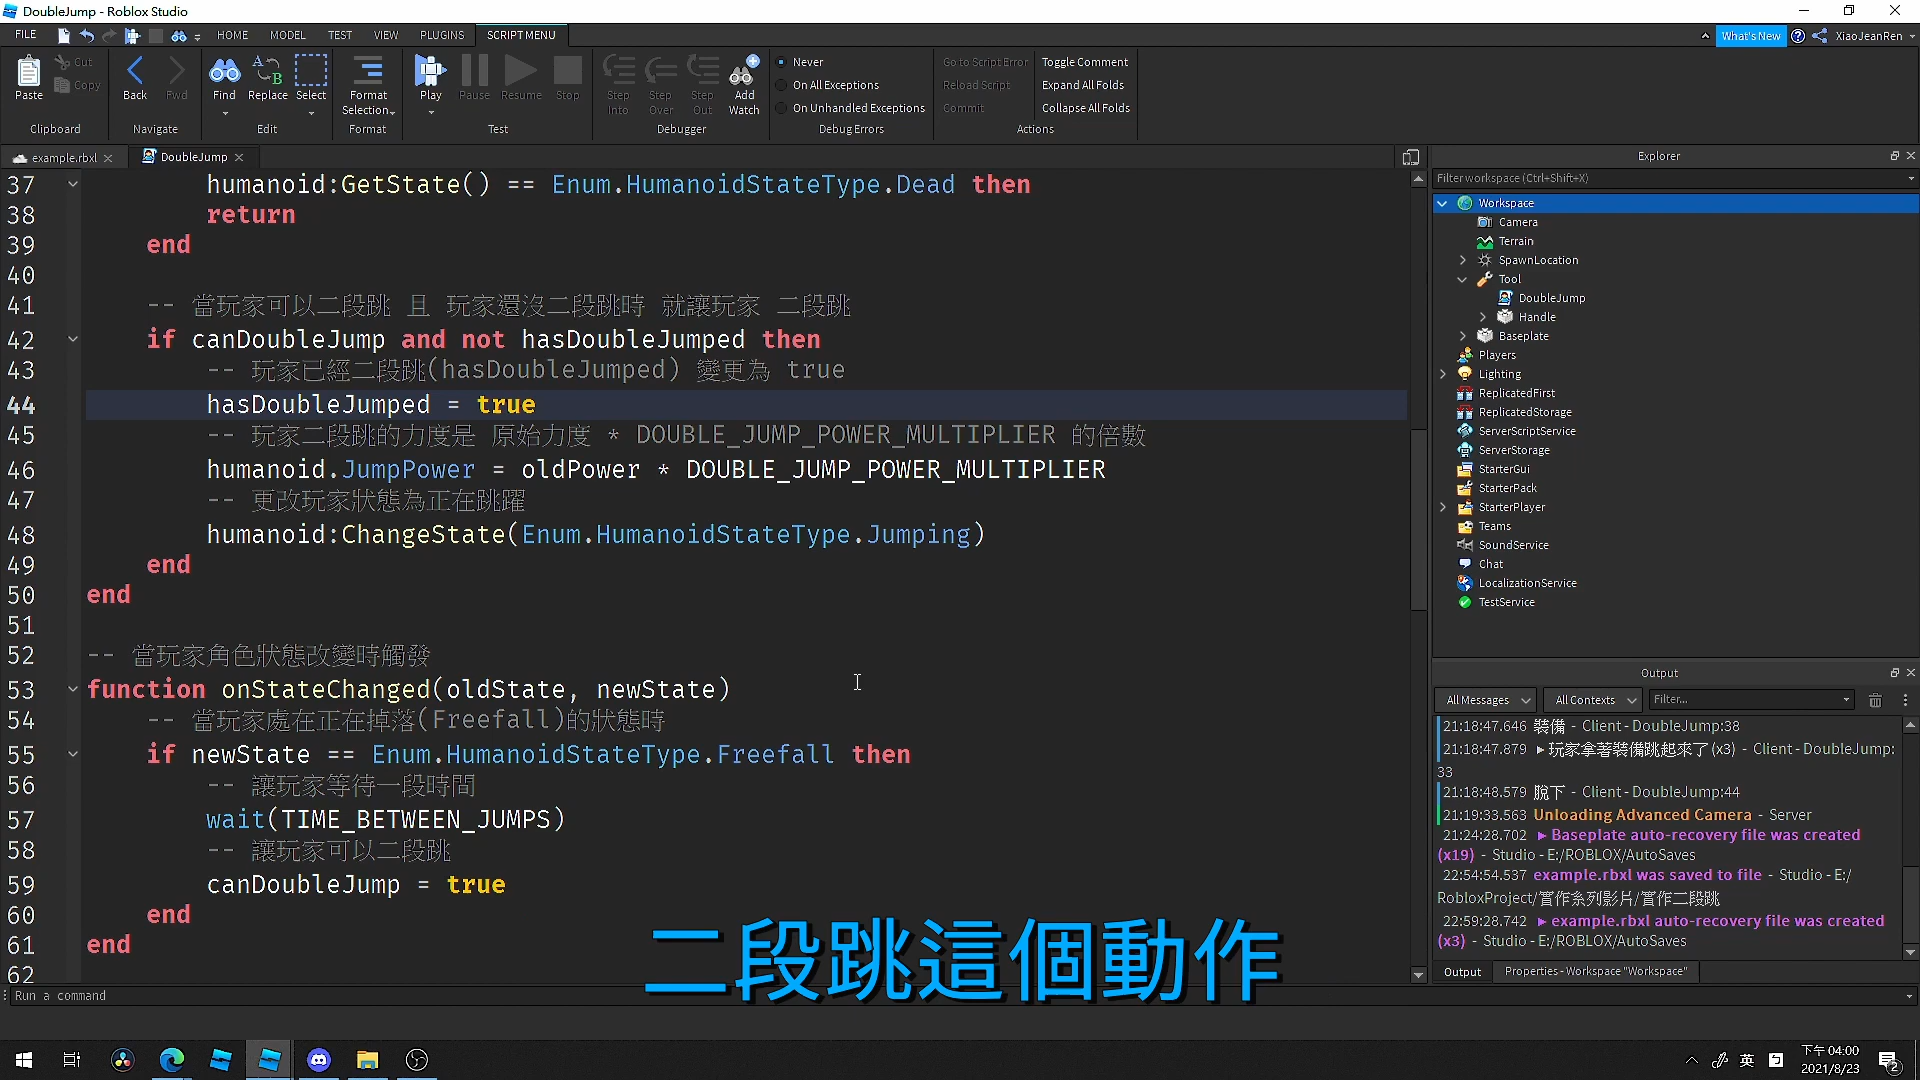 DoubleJump - Roblox Studio
FILE HOME MODEL TEST VIEW PLUGINS SCRIPT MENU What's New XiaoJeanRen
Paste Cut Copy Back Fwd Find Replace Select Format Selection Play Pause Resume Stop Step Into Step Over Step Out Add Watch
Never
On All Exceptions
On Unhandled Exceptions
Go to Script Error
Reload Script
Commit
Toggle Comment
Expand All Folds
Collapse All Folds
Clipboard Navigate Edit Format Test Debugger Debug Errors Actions
example.rbxl DoubleJump
37 humanoid:GetState() == Enum.HumanoidStateType.Dead then
38 return
39 end
40
41 -- 當玩家可以二段跳 且 玩家還沒二段跳時 就讓玩家 二段跳
42 if canDoubleJump and not hasDoubleJumped then
43 -- 玩家已經二段跳(hasDoubleJumped) 變更為 true
44 hasDoubleJumped = true
45 -- 玩家二段跳的力度是 原始力度 * DOUBLE_JUMP_POWER_MULTIPLIER 的倍數
46 humanoid.JumpPower = oldPower * DOUBLE_JUMP_POWER_MULTIPLIER
47 -- 更改玩家狀態為正在跳躍
48 humanoid:ChangeState(Enum.HumanoidStateType.Jumping)
49 end
50 end
51
52 -- 當玩家角色狀態改變時觸發
53 function onStateChanged(oldState, newState)
54 -- 當玩家處在正在掉落(Freefall)的狀態時
55 if newState == Enum.HumanoidStateType.Freefall then
56 -- 讓玩家等待一段時間
57 wait(TIME_BETWEEN_JUMPS)
58 -- 讓玩家可以二段跳
59 canDoubleJump = true
60 end
61 end
62
二段跳這個動作
Run a command
Explorer
Filter workspace (Ctrl+Shift+X)
Workspace
Camera
Terrain
SpawnLocation
Tool
DoubleJump
Handle
Baseplate
Players
Lighting
ReplicatedFirst
ReplicatedStorage
ServerScriptService
ServerStorage
StarterGui
StarterPack
StarterPlayer
Teams
SoundService
Chat
LocalizationService
TestService
Output
All Messages All Contexts Filter...
21:18:47.646 裝備 - Client - DoubleJump:38
21:18:47.879 ▶ 玩家拿著裝備跳起來了 (x3) - Client - DoubleJump:
33
21:18:48.579 脫下 - Client - DoubleJump:44
21:19:33.563 Unloading Advanced Camera - Server
21:24:28.702 ▶ Baseplate auto-recovery file was created
(x19) - Studio - E:/ROBLOX/AutoSaves
22:54:54.537 example.rbxl was saved to file - Studio - E:/
RobloxProject/實作系列影片/實作二段跳
22:59:28.742 ▶ example.rbxl auto-recovery file was created
(x3) - Studio - E:/ROBLOX/AutoSaves
Output Properties - Workspace "Workspace"
英
下午 04:00
2021/8/23
2